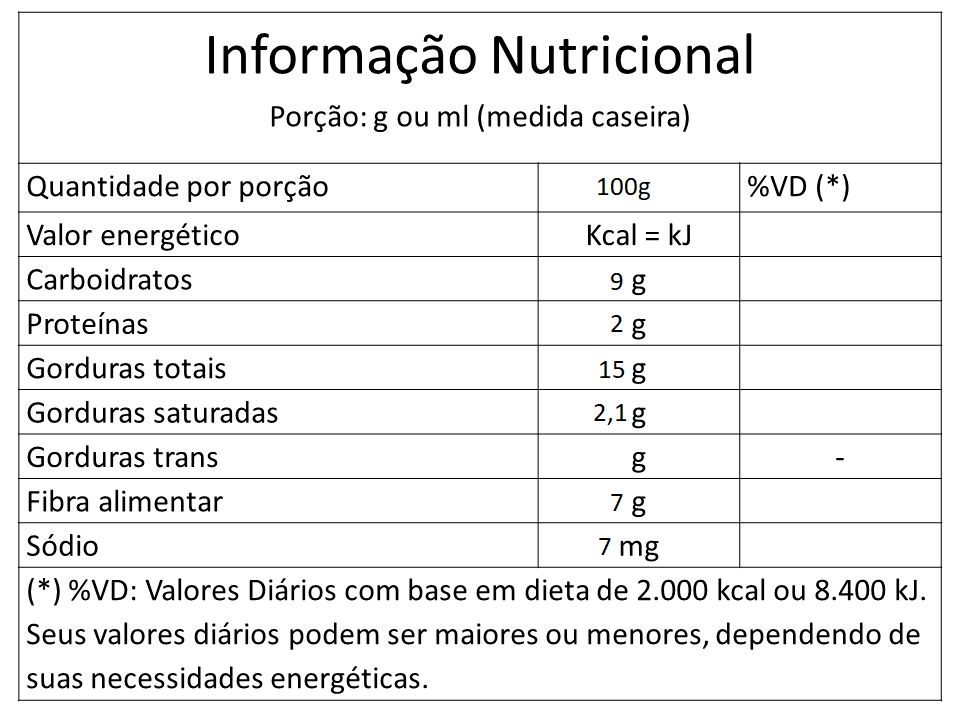 Informação Nutricional
Porção: g ou ml (medida caseira)
Quantidade por porção 100g %VD (*)
Valor energético Kcal = kJ
Carboidratos 9 g
Proteínas 2 g
Gorduras totais 15 g
Gorduras saturadas 2,1 g
Gorduras trans g -
Fibra alimentar 7 g
Sódio 7 mg
(*) %VD: Valores Diários com base em dieta de 2.000 kcal ou 8.400 kJ.
Seus valores diários podem ser maiores ou menores, dependendo de
suas necessidades energéticas.